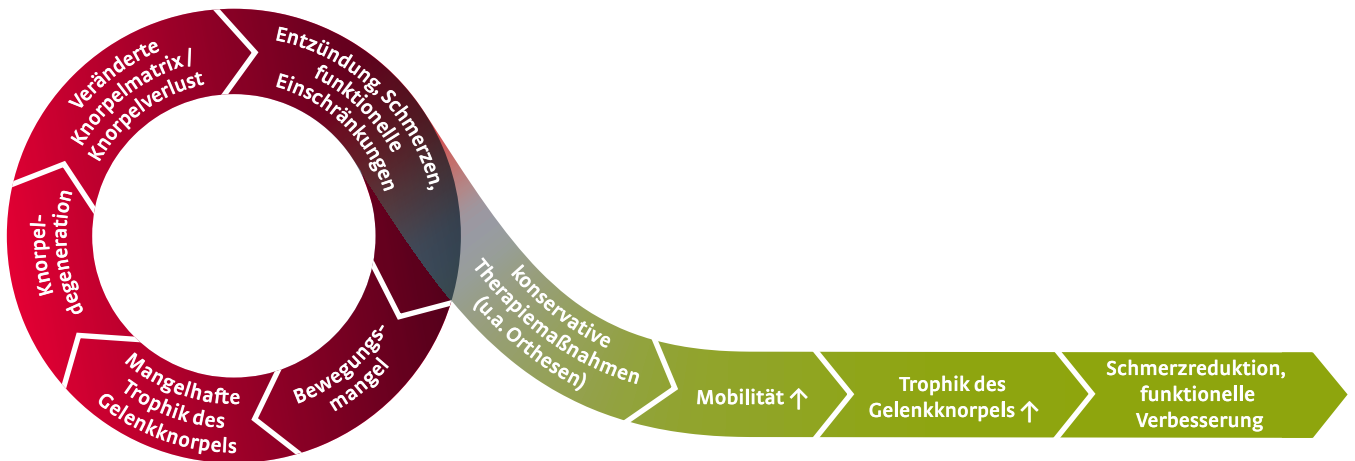 Entzündung, Schmerzen,
funktionelle
Einschränkungen
Bewegungs-
mangel
Mangelhafte
Trophik des
Gelenkknorpels
Knorpel-
degeneration
Veränderte
Knorpelmatrix/
Knorpelverlust
konservative
Therapiemaßnahmen
(u.a. Orthesen)
Mobilität ↑
Trophik des
Gelenkknorpels ↑
Schmerzreduktion,
funktionelle
Verbesserung